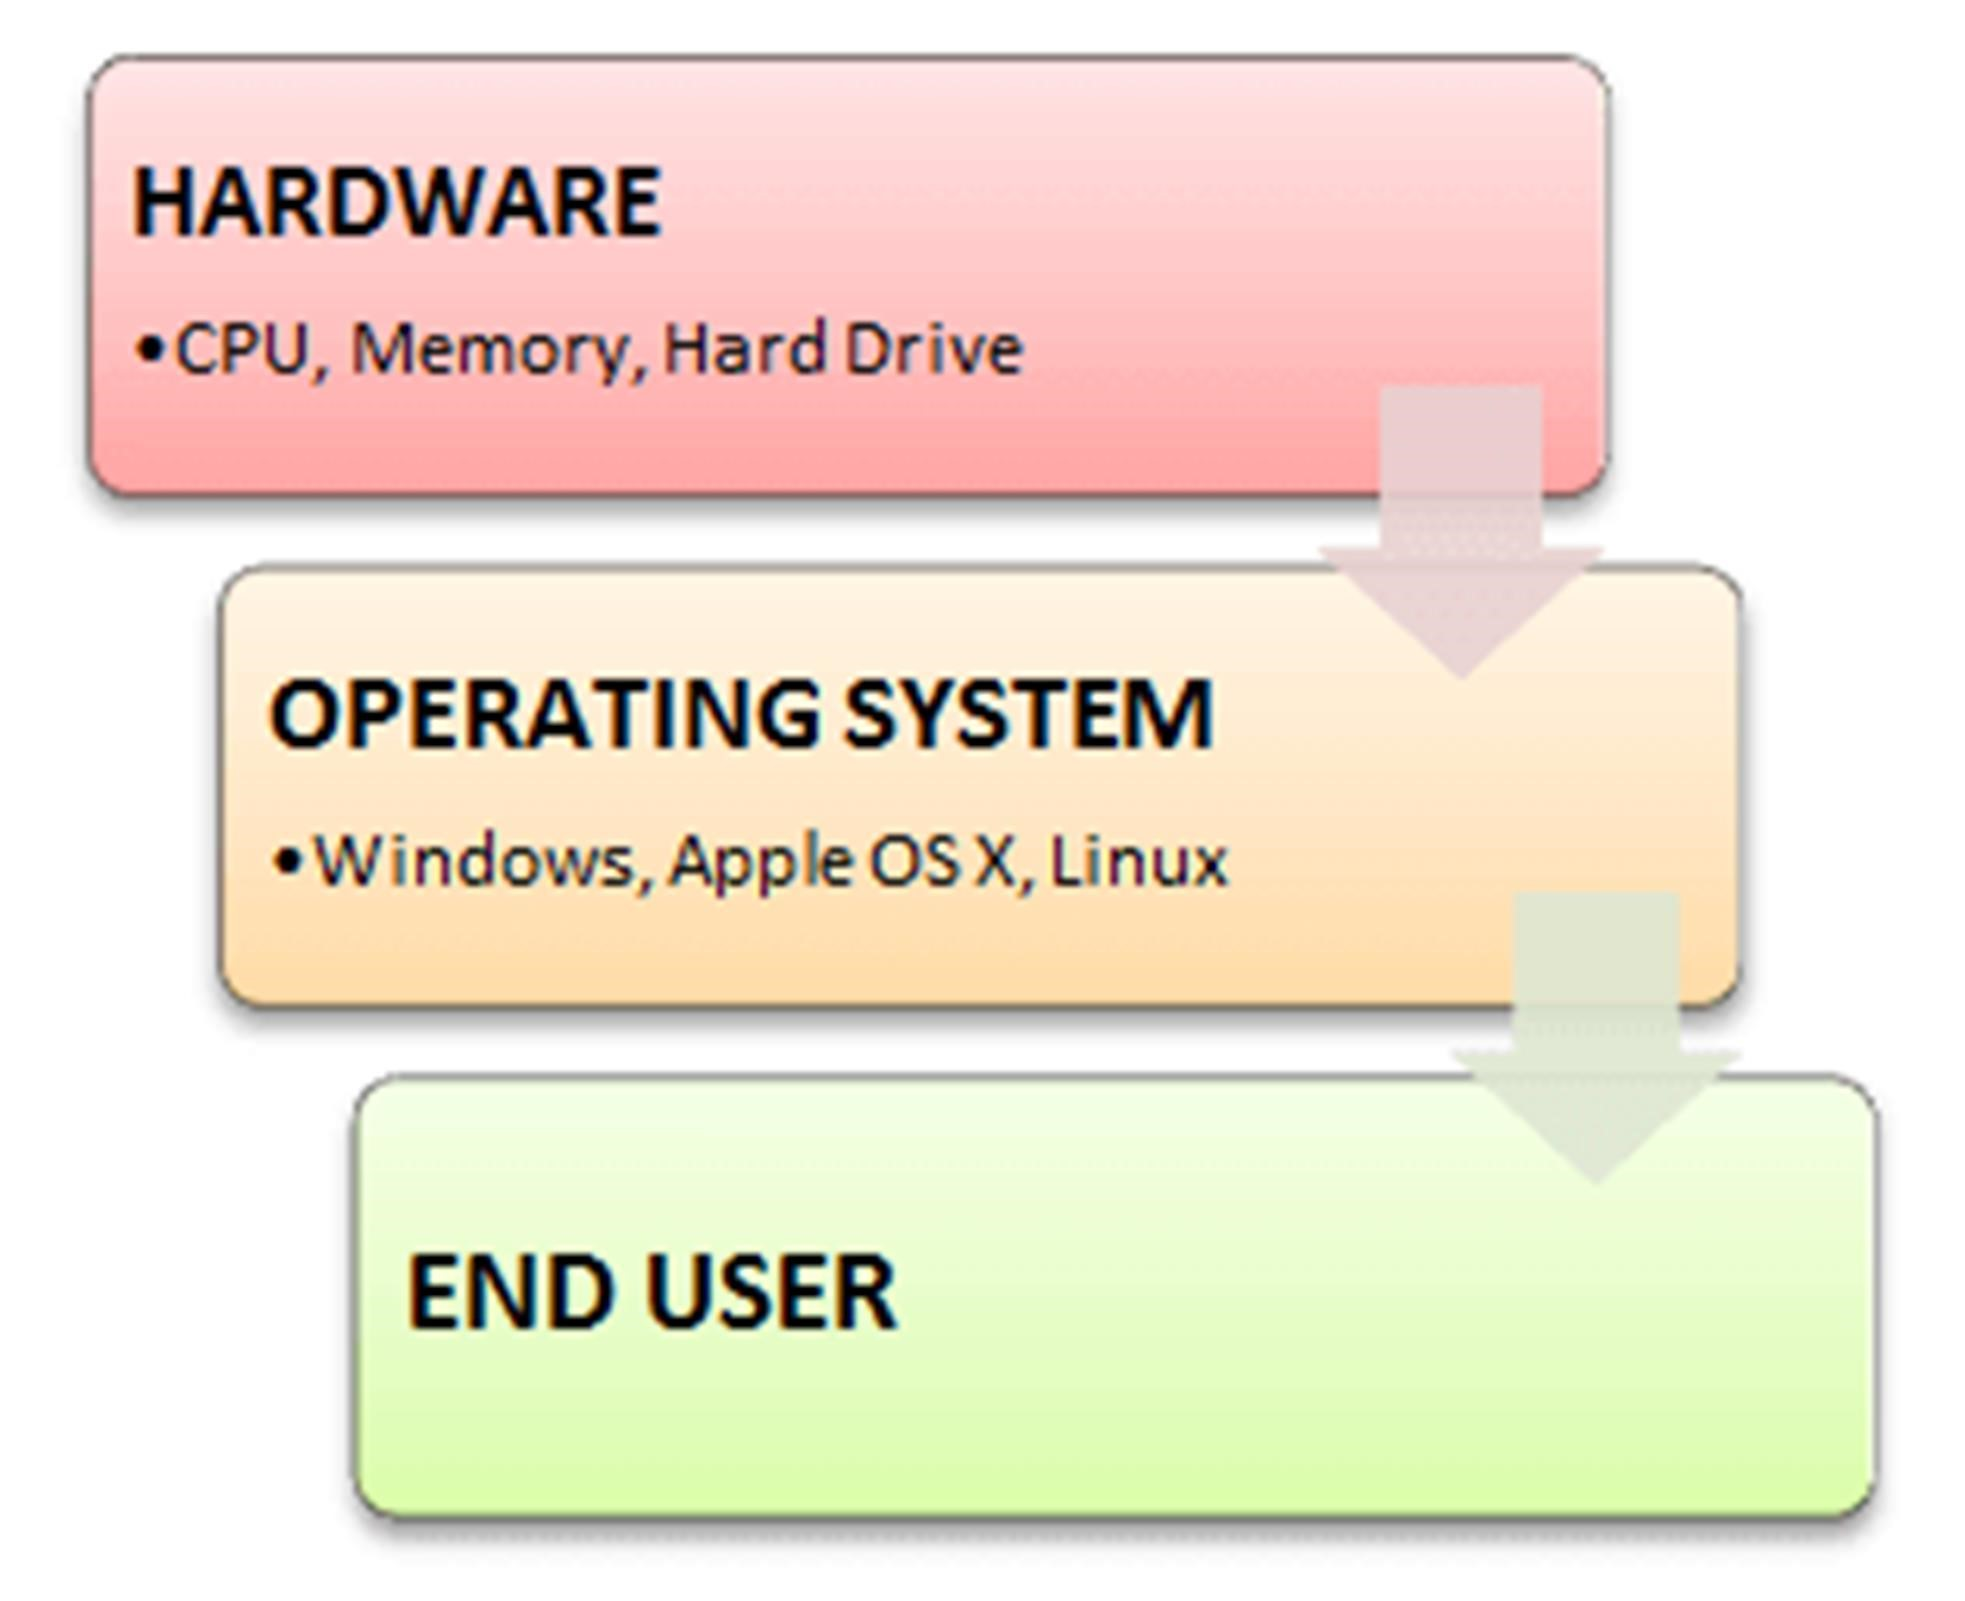 HARDWARE
•CPU, Memory, Hard Drive
OPERATING SYSTEM
•Windows, Apple OS X, Linux
END USER